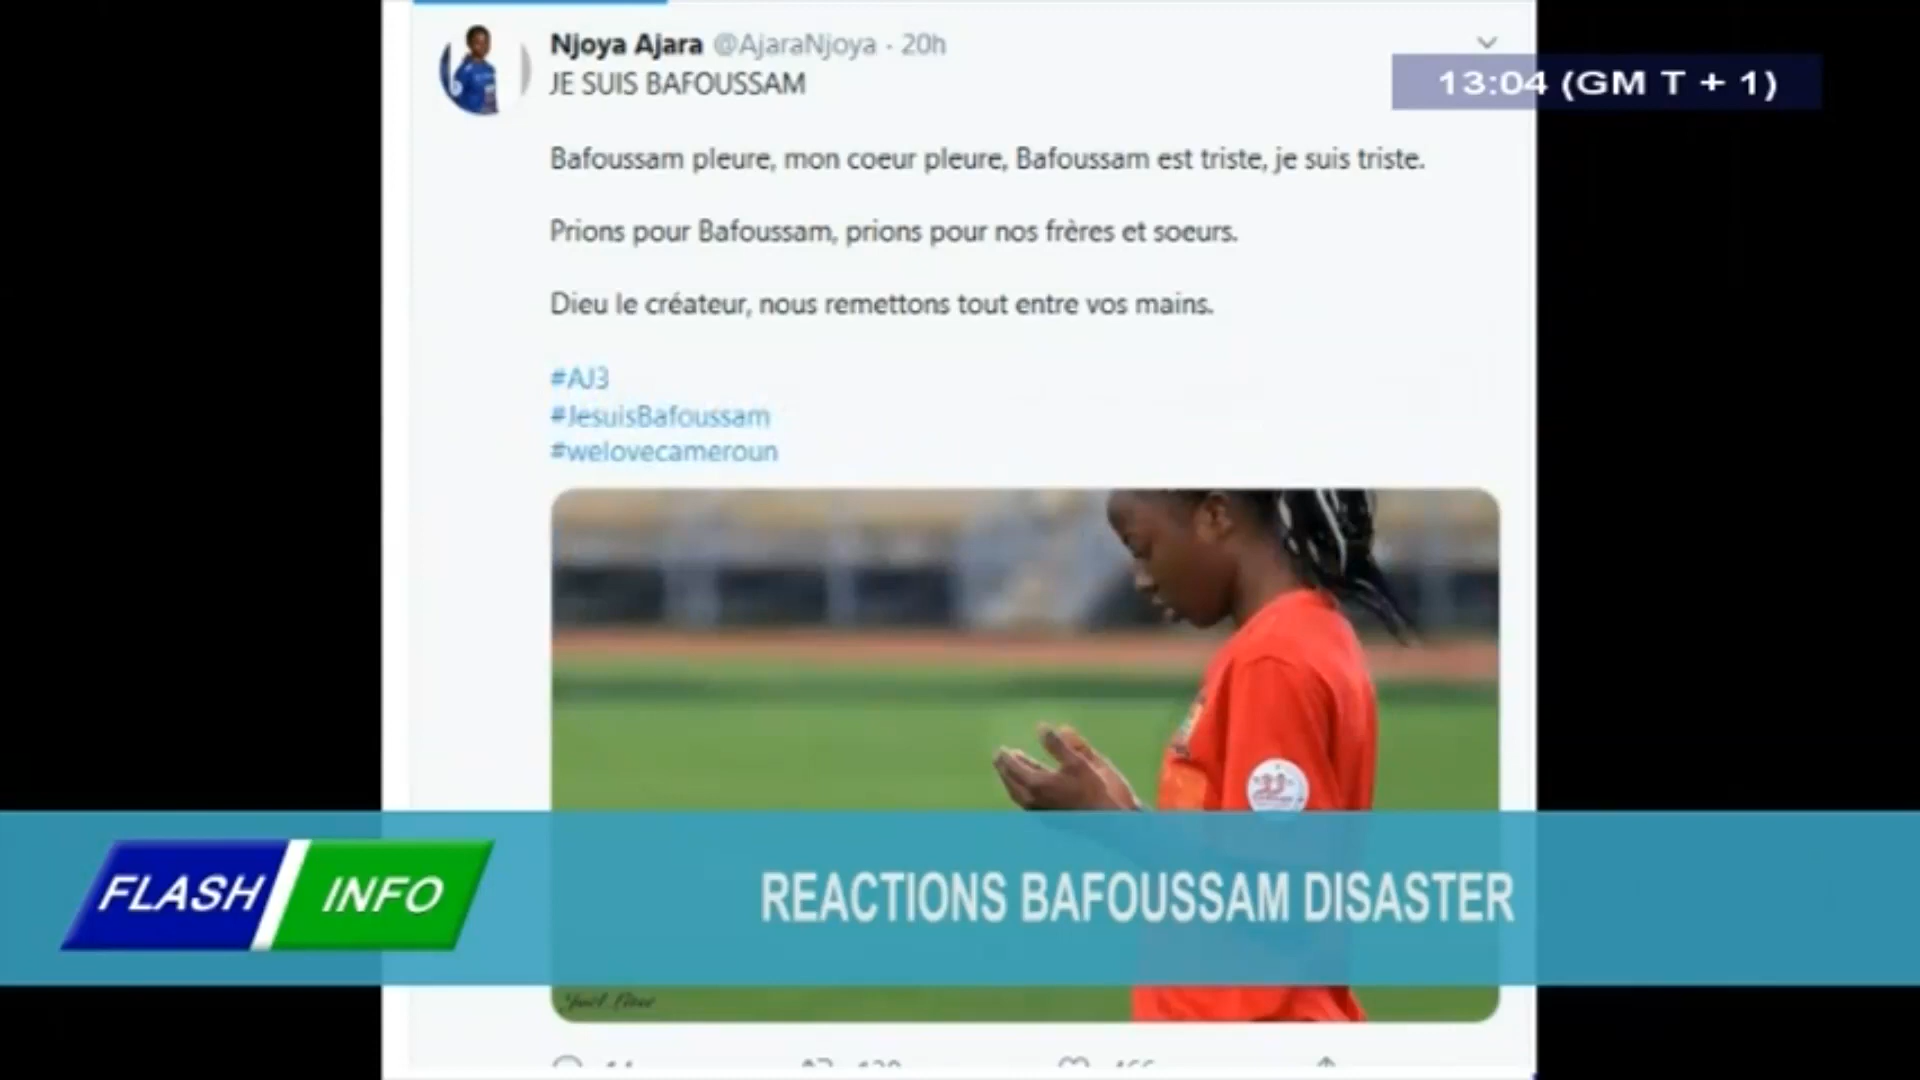 Njoya Ajara @AjaraNjoya · 20h
JE SUIS BAFOUSSAM
13:04 (GM T + 1)
Bafoussam pleure, mon coeur pleure, Bafoussam est triste, je suis triste.
Prions pour Bafoussam, prions pour nos frères et soeurs.
Dieu le créateur, nous remettons tout entre vos mains.
#AJ3
#JesuisBafoussam
#welovecameroun
FLASH INFO
REACTIONS BAFOUSSAM DISASTER